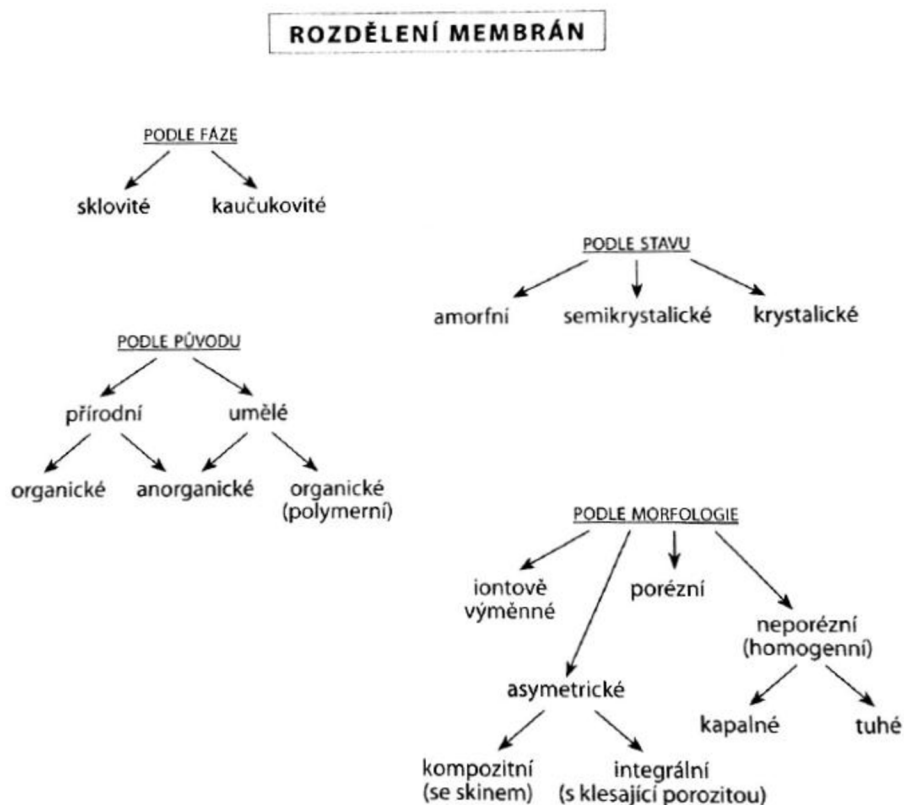 ROZDĚLENÍ MEMBRÁN
PODLE FÁZE
sklovité kaučukovité
PODLE STAVU
amorfní semikrystalické krystalické
PODLE PŮVODU
přírodní umělé
organické anorganické organické
(polymerní)
PODLE MORFOLOGIE
iontově
výměnné
porézní
neporézní
(homogenní)
asymetrické
kapalné tuhé
kompozitní
(se skinem)
integrální
(s klesající porozitou)